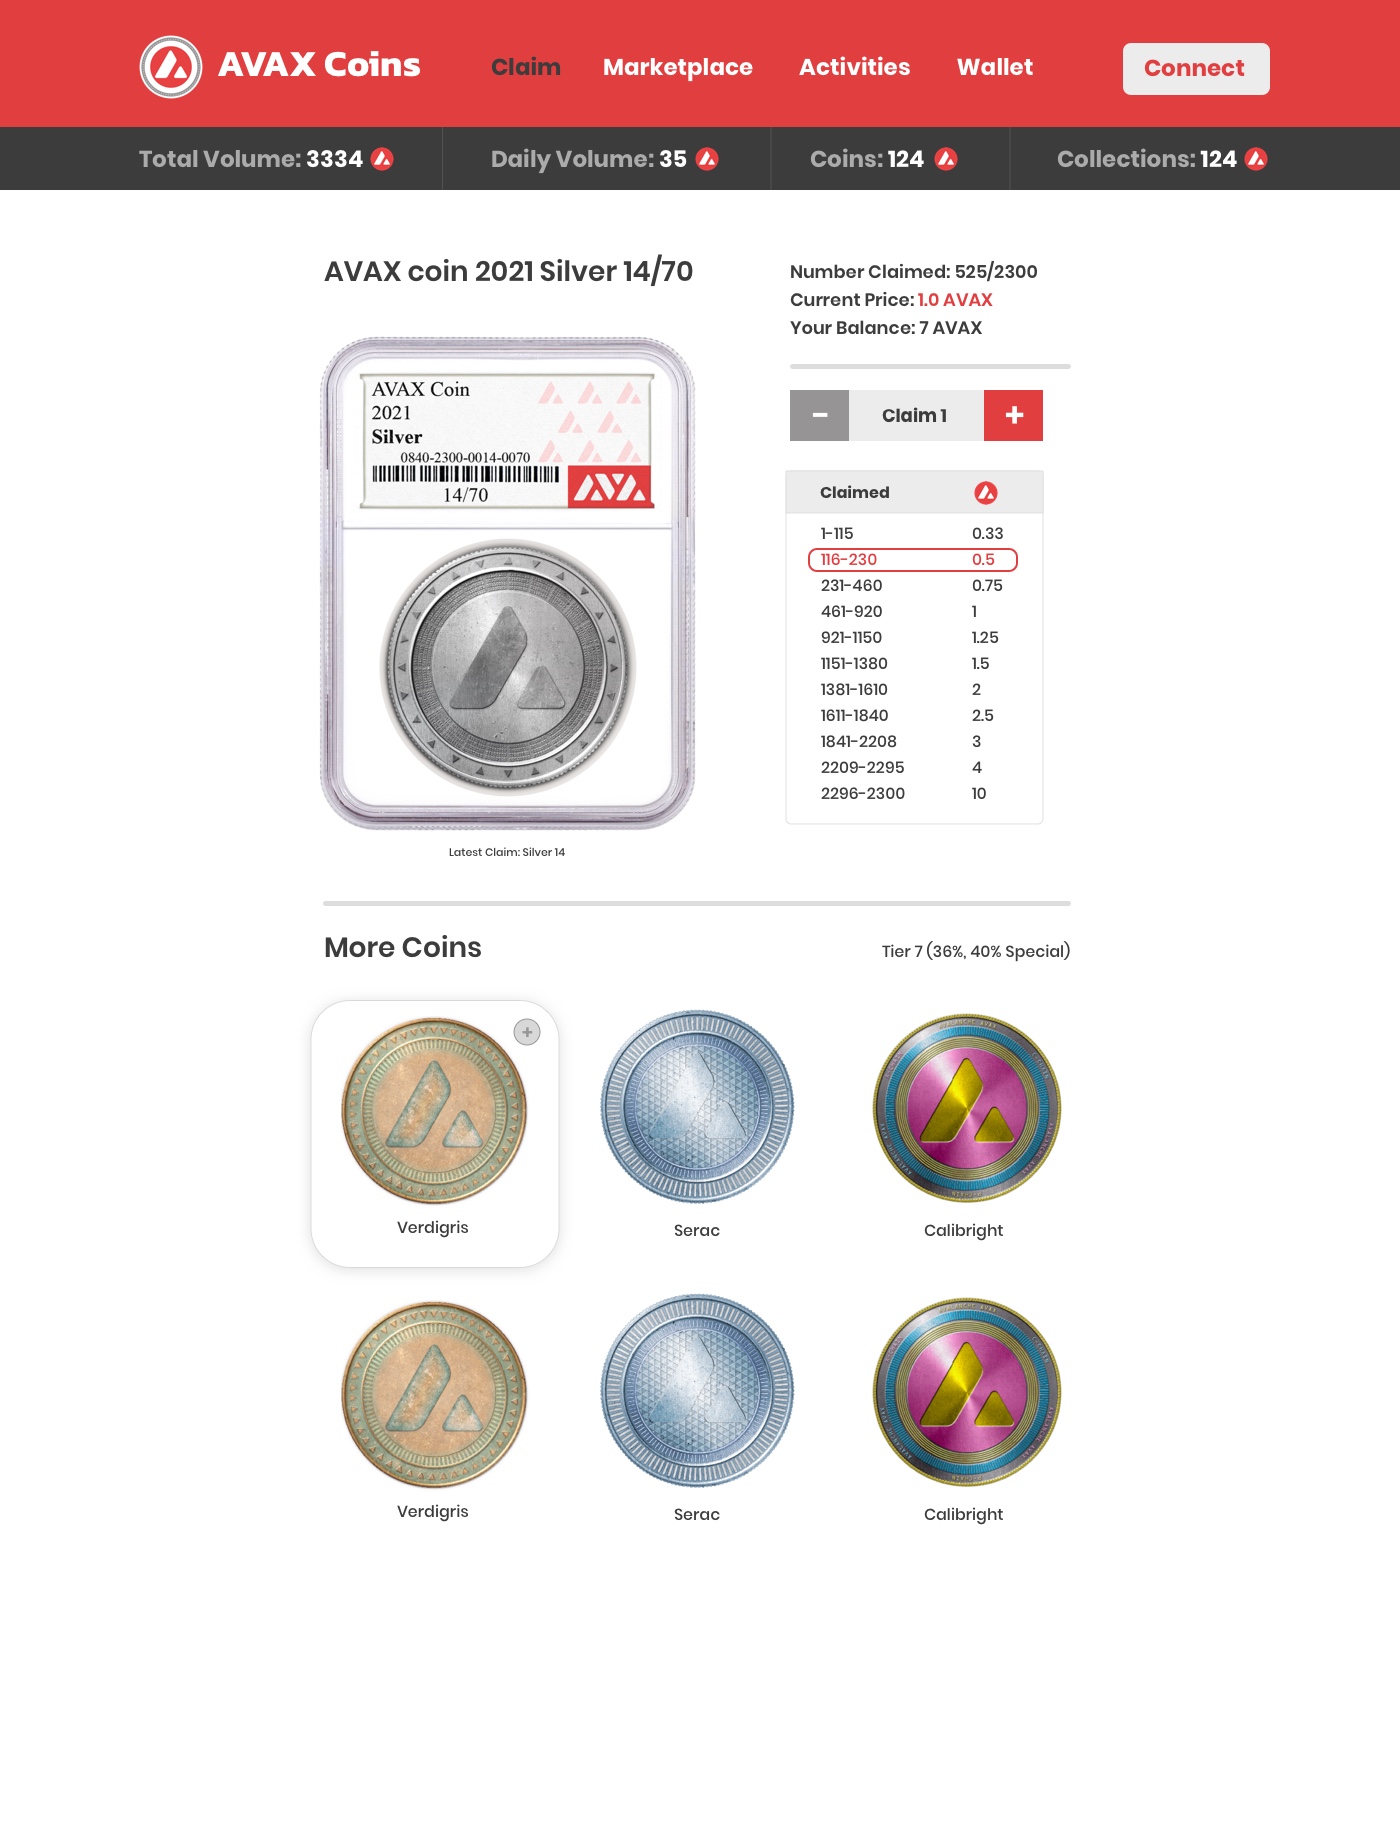 AVAX Coins
Claim
Marketplace
Activities
Wallet
Connect
Total Volume: 3334
Daily Volume: 35
Coins: 124
Collections: 124
AVAX coin 2021 Silver 14/70
AVAX Coin
2021
Silver
0840-2300-0014-0070
14/70
AVA
Latest Claim: Silver 14
Number Claimed: 525/2300
Current Price: 1.0 AVAX
Your Balance: 7 AVAX
− Claim 1 +
Claimed
1-115 0.33
116-230 0.5
231-460 0.75
461-920 1
921-1150 1.25
1151-1380 1.5
1381-1610 2
1611-1840 2.5
1841-2208 3
2209-2295 4
2296-2300 10
More Coins
Tier 7 (36%, 40% Special)
+
Verdigris
Serac
Calibright
Verdigris
Serac
Calibright